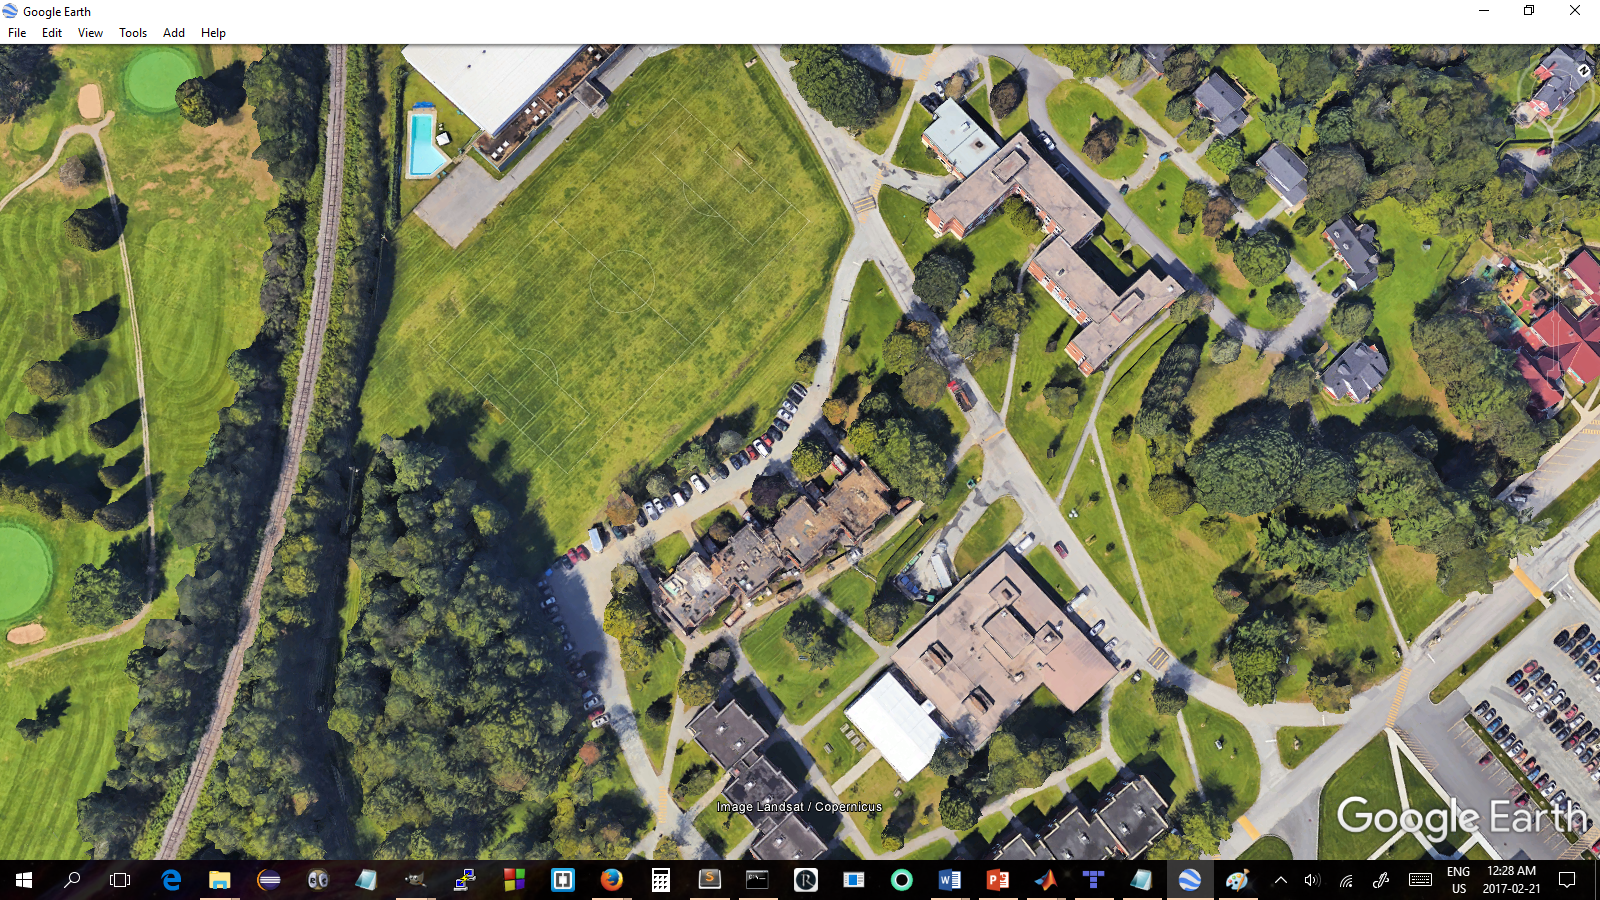 Google Earth
File Edit View Tools Add Help
N
Image Landsat / Copernicus
Google Earth
ENG
US
12:28 AM
2017-02-21